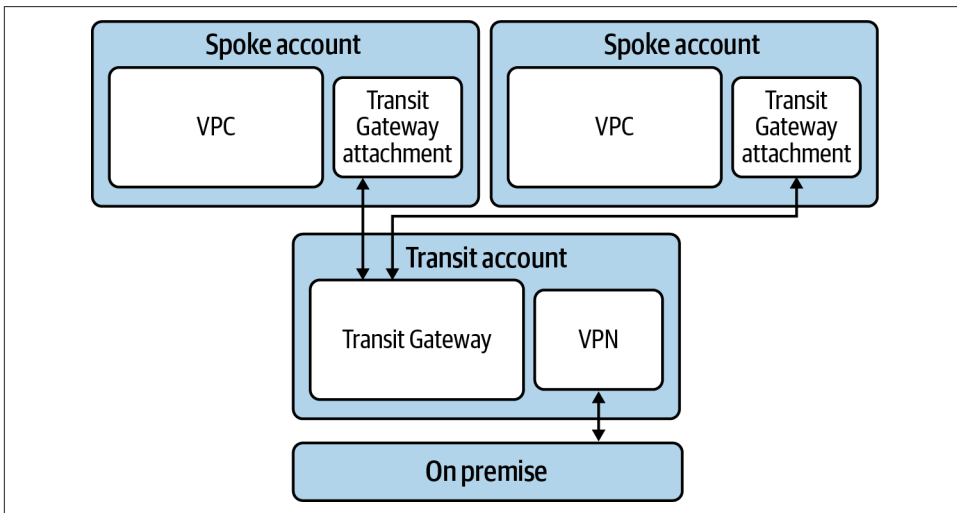 Spoke account
VPC
Transit
Gateway
attachment
Spoke account
VPC
Transit
Gateway
attachment
Transit account
Transit Gateway
VPN
On premise